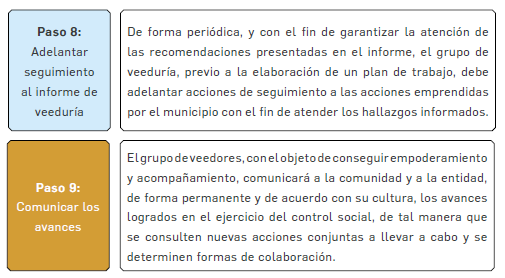 Paso 8:
Adelantar
seguimiento
al informe de
veeduría
De forma periódica, y con el fin de garantizar la atención de
las recomendaciones presentadas en el informe, el grupo de
veeduría, previo a la elaboración de un plan de trabajo, debe
adelantar acciones de seguimiento a las acciones emprendidas
por el municipio con el fin de atender los hallazgos informados.
Paso 9:
Comunicar los
avances
El grupo de veedores, con el objeto de conseguir empoderamiento
y acompañamiento, comunicará a la comunidad y a la entidad,
de forma permanente y de acuerdo con su cultura, los avances
logrados en el ejercicio del control social, de tal manera que
se consulten nuevas acciones conjuntas a llevar a cabo y se
determinen formas de colaboración.